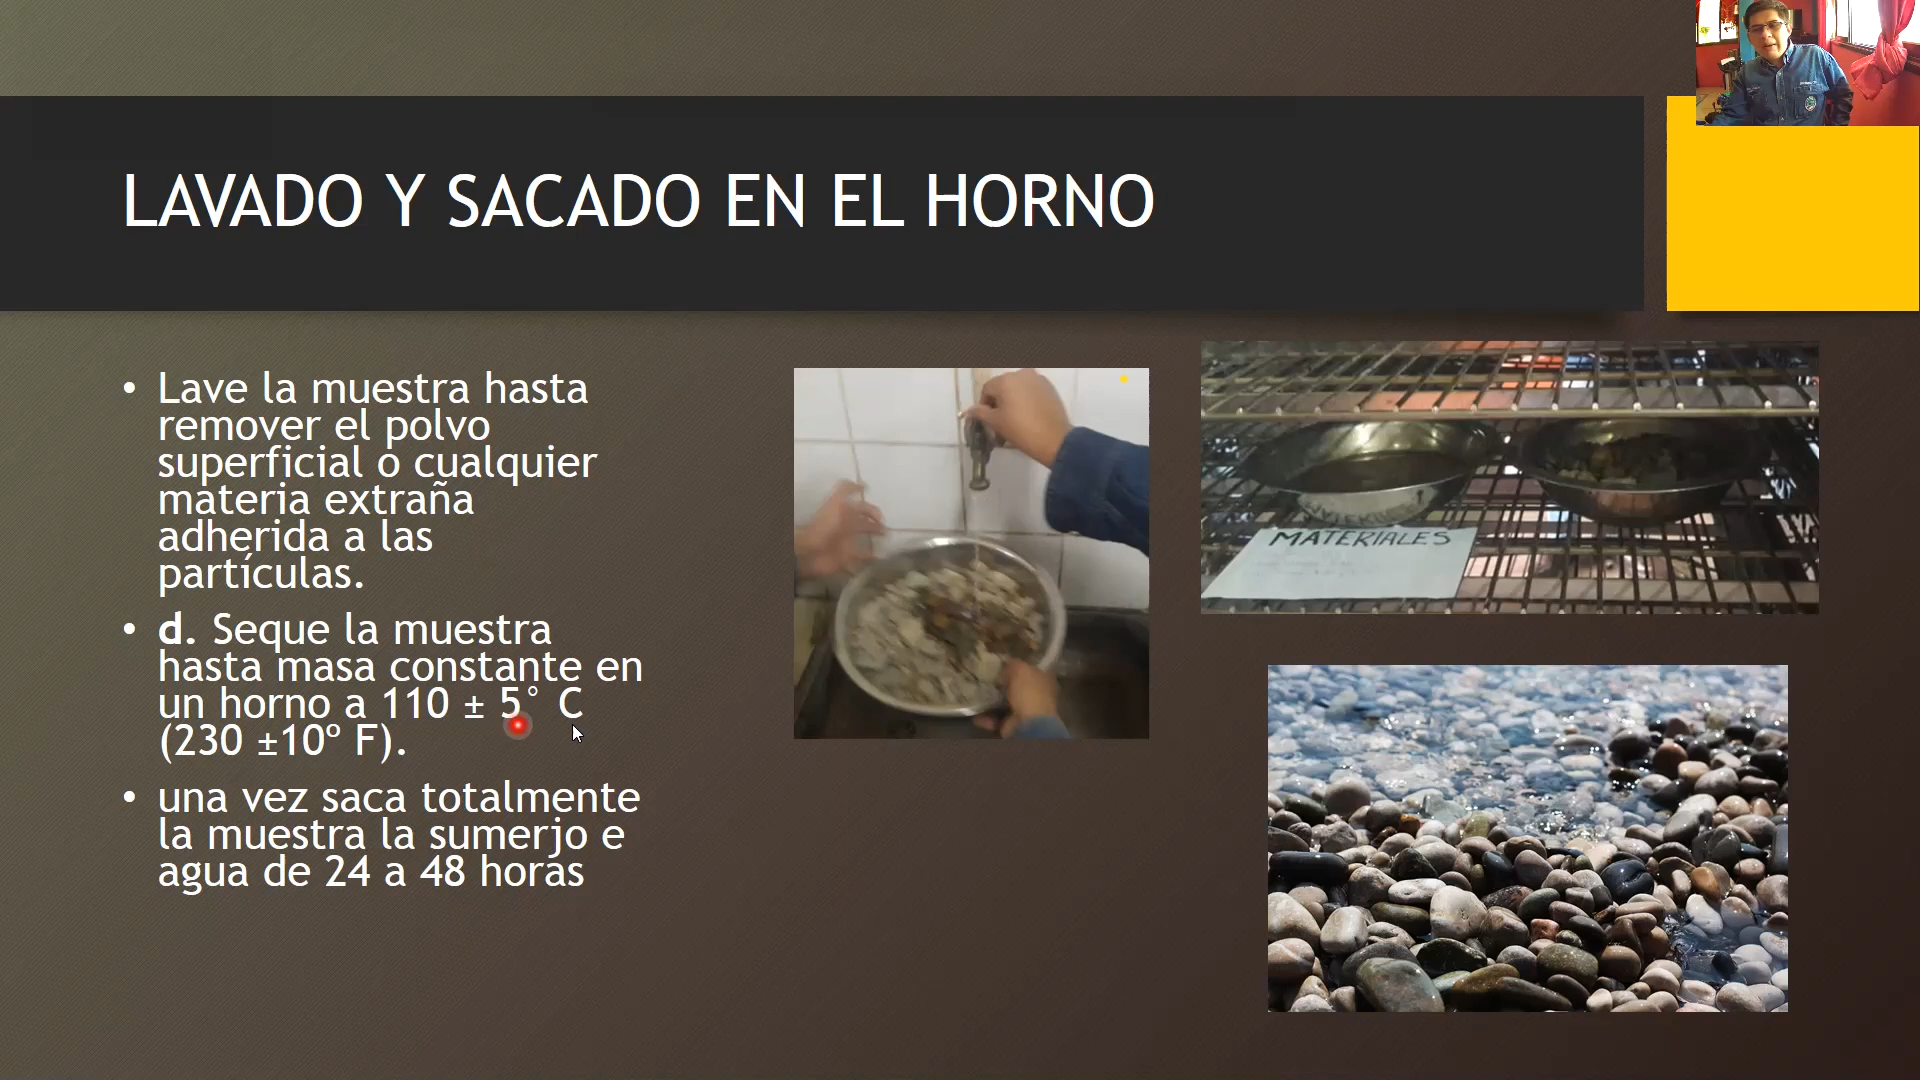 LAVADO Y SACADO EN EL HORNO
• Lave la muestra hasta
remover el polvo
superficial o cualquier
materia extraña
adherida a las
partículas.
• d. Seque la muestra
hasta masa constante en
un horno a 110 ± 5° C
(230 ±10º F).
• una vez saca totalmente
la muestra la sumerjo e
agua de 24 a 48 horas
MATERIALES